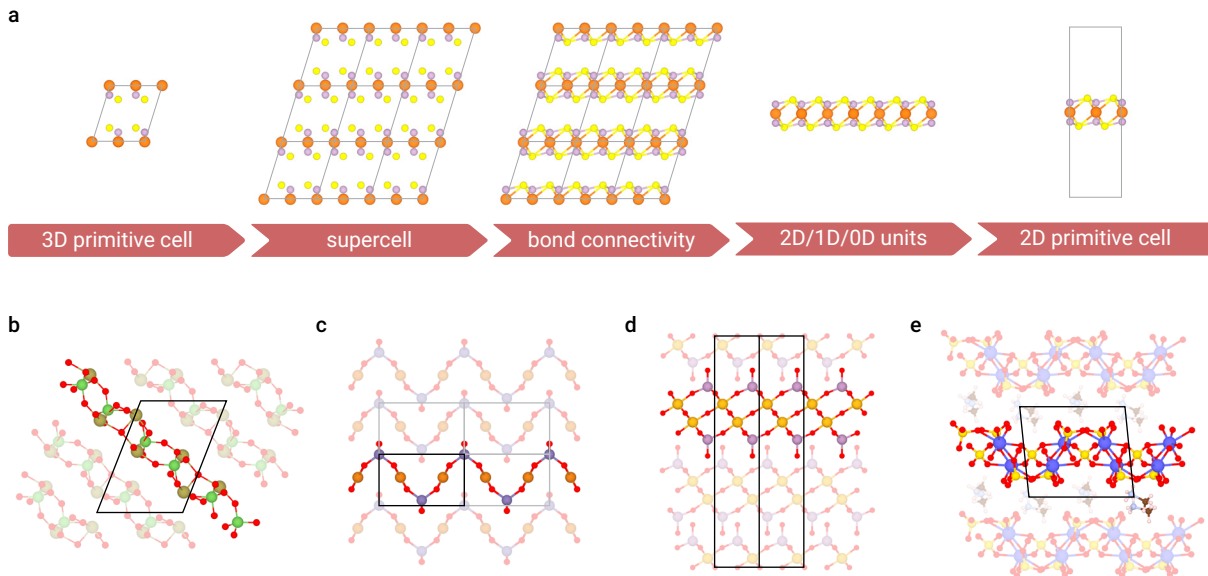 a
3D primitive cell
supercell
bond connectivity
2D/1D/0D units
2D primitive cell
b
c
d
e